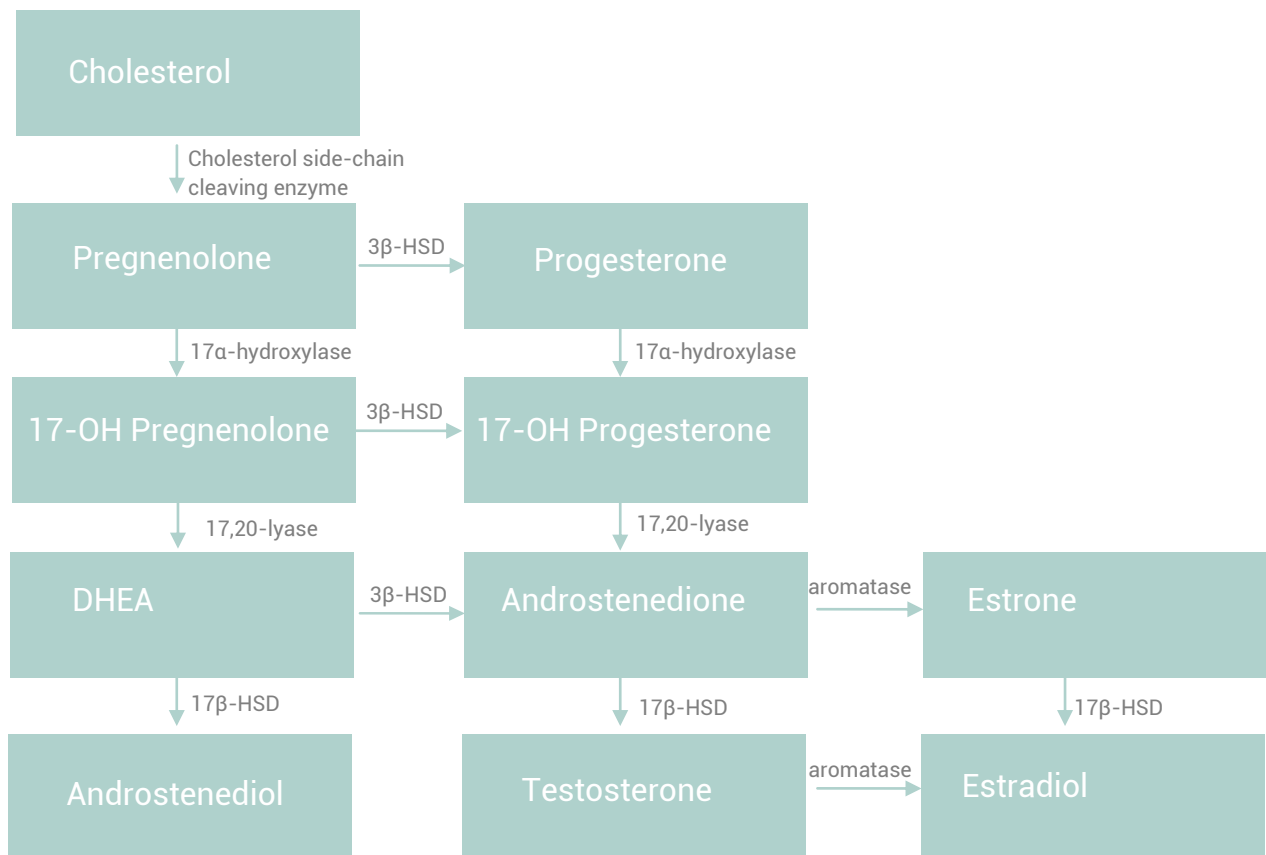 Cholesterol
Cholesterol side-chain
cleaving enzyme
Pregnenolone
3β-HSD
Progesterone
17α-hydroxylase
17α-hydroxylase
17-OH Pregnenolone
3β-HSD
17-OH Progesterone
17,20-lyase
17,20-lyase
DHEA
3β-HSD
Androstenedione
aromatase
Estrone
17β-HSD
17β-HSD
17β-HSD
Androstenediol
Testosterone
aromatase
Estradiol